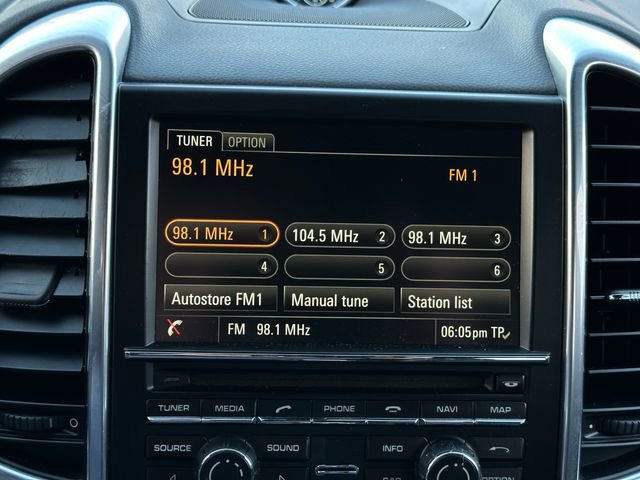 TUNER OPTION
98.1 MHz FM 1
98.1 MHz 1 104.5 MHz 2 98.1 MHz 3
4 5 6
Autostore FM1 Manual tune Station list
FM 98.1 MHz 06:05pm TP
TUNER MEDIA PHONE NAVI MAP
SOURCE SOUND INFO
OPTION